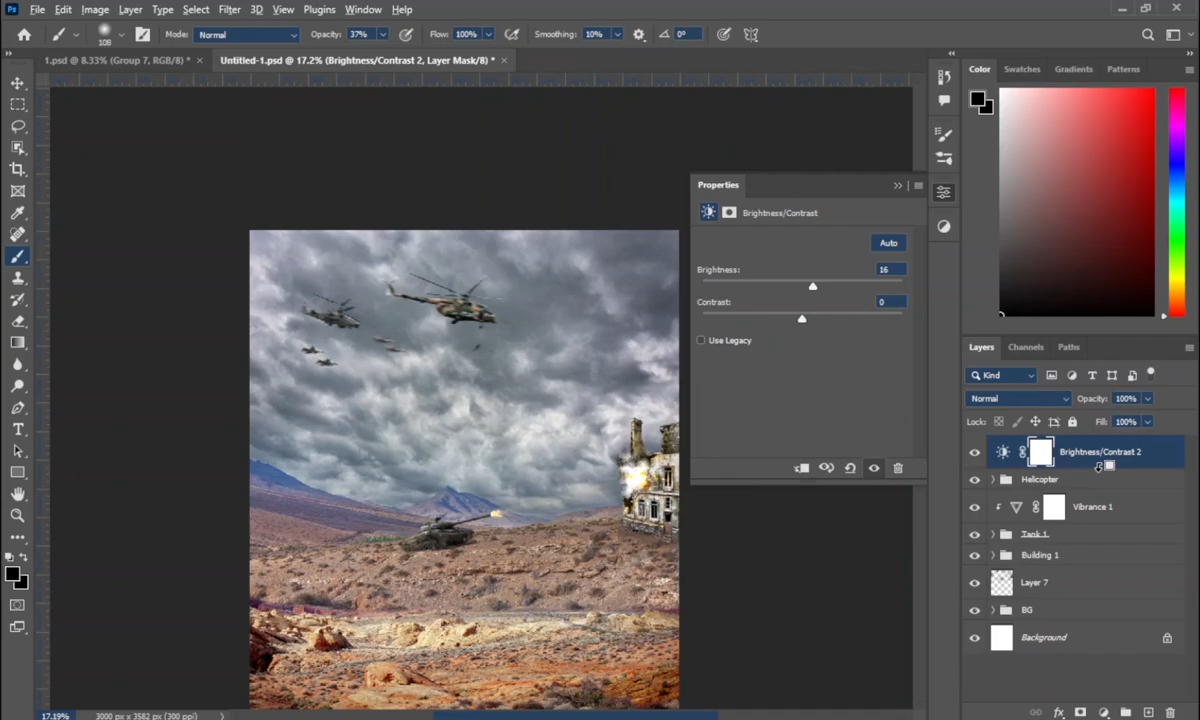 Ps File Edit Image Layer Type Select Filter 3D View Plugins Window Help
108 Mode: Normal Opacity: 37% Flow: 100% Smoothing: 10% 0°
1.psd @ 8.33% (Group 7, RGB/8) * × Untitled-1.psd @ 17.2% (Brightness/Contrast 2, Layer Mask/8) * ×
Color Swatches Gradients Patterns
Properties
Brightness/Contrast
Auto
Brightness: 16
Contrast: 0
Use Legacy
Layers Channels Paths
Kind
Normal Opacity: 100%
Lock: Fill: 100%
Brightness/Contrast 2
Helicopter
Vibrance 1
Tank 1
Building 1
Layer 7
BG
Background
fx
17.19% 3000 px x 3582 px (300 ppi)